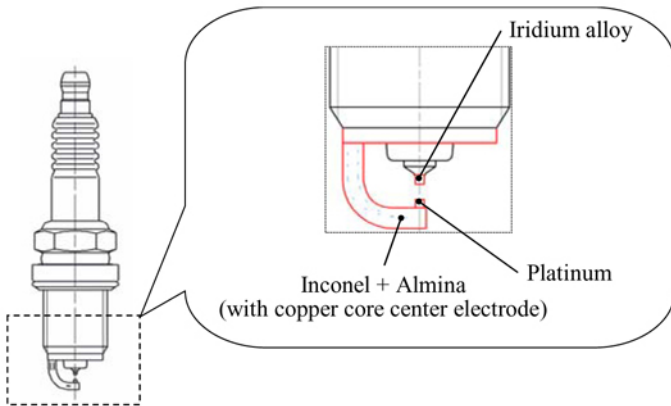 Iridium alloy
Platinum
Inconel + Almina
(with copper core center electrode)